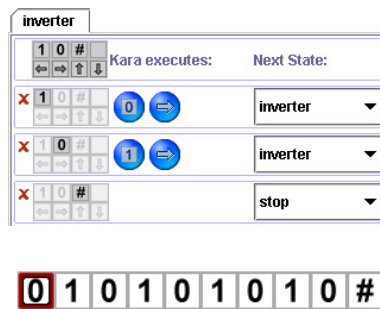 inverter
1 0 #
Kara executes: Next State:
⇐ ⇒ ⇑ ⇓
1 0 # 0 ⇒ inverter
⇐ ⇒ ⇑ ⇓
1 0 # 1 ⇒ inverter
⇐ ⇒ ⇑ ⇓
1 0 # stop
⇐ ⇒ ⇑ ⇓
0 1 0 1 0 1 0 1 0 #